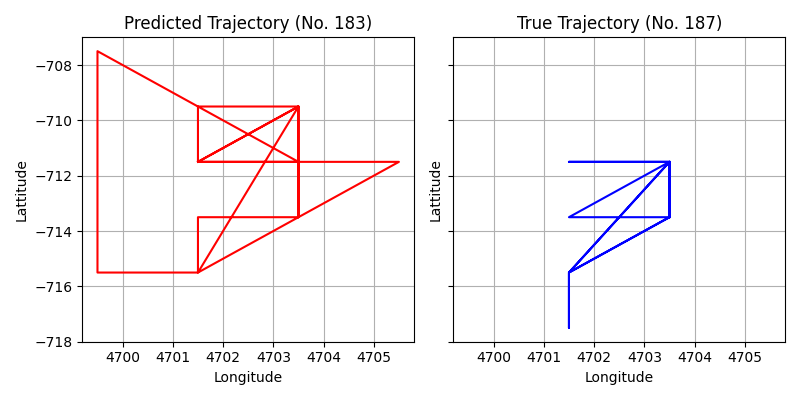 Predicted Trajectory (No. 183)
True Trajectory (No. 187)
−708
−710
−712
−714
−716
−718
Lattitude
Lattitude
4700 4701 4702 4703 4704 4705
4700 4701 4702 4703 4704 4705
Longitude
Longitude